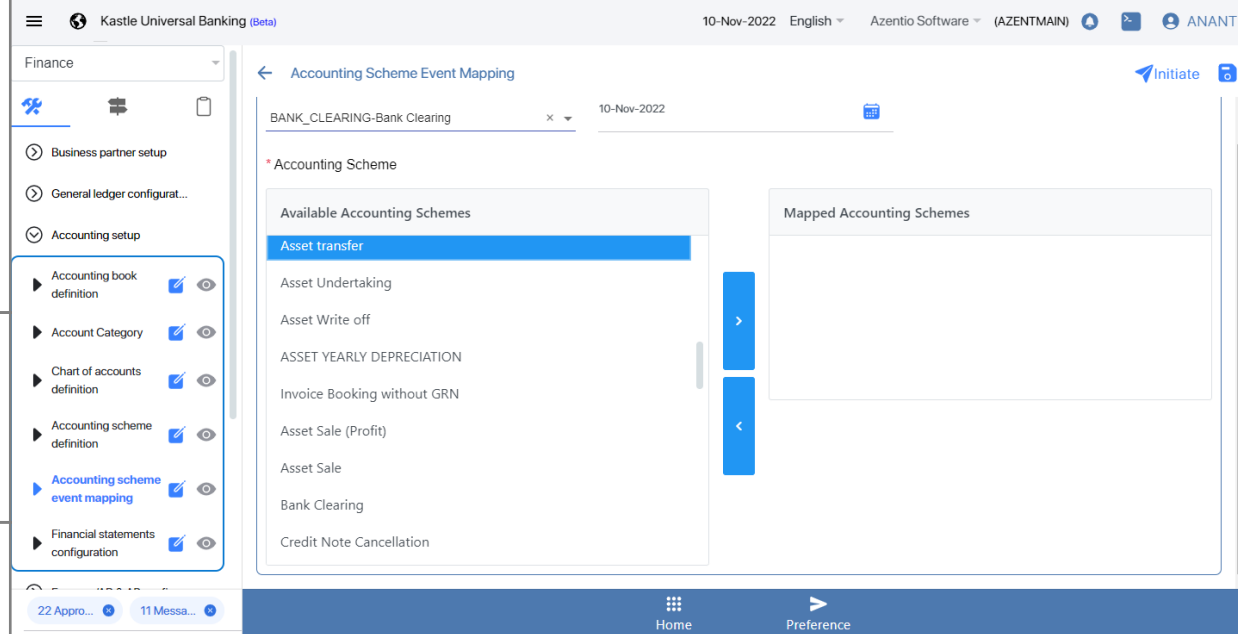 Kastle Universal Banking (Beta)
10-Nov-2022 English Azentio Software (AZENTMAIN) ANANT
Finance
Accounting Scheme Event Mapping
Initiate
BANK_CLEARING-Bank Clearing
10-Nov-2022
Business partner setup
* Accounting Scheme
General ledger configurat...
Available Accounting Schemes
Mapped Accounting Schemes
Accounting setup
Asset transfer
Accounting book
definition
Asset Undertaking
Account Category
Asset Write off
ASSET YEARLY DEPRECIATION
Chart of accounts
definition
Invoice Booking without GRN
Accounting scheme
definition
Asset Sale (Profit)
Asset Sale
Accounting scheme
event mapping
Bank Clearing
Financial statements
configuration
Credit Note Cancellation
22 Appro...
11 Messa...
Home
Preference